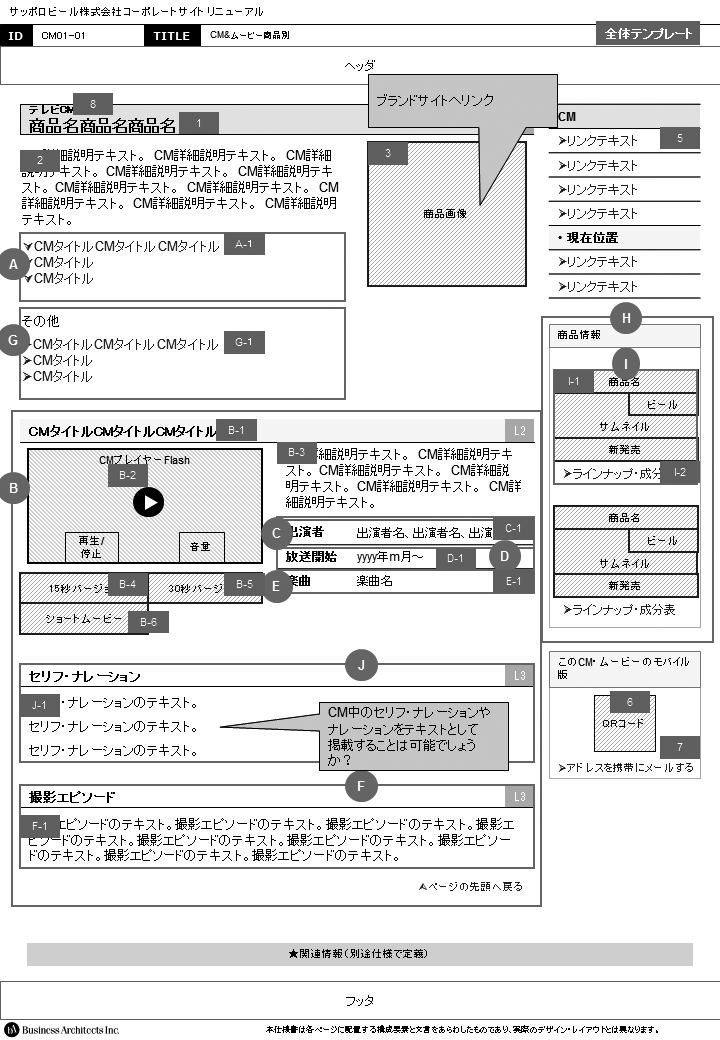 サッポロビール株式会社コーポレートサイトリニューアル
ID
CM01-01
TITLE
CM&ムービー商品別
全体テンプレート
ヘッダ
ブランドサイトへリンク
テレビCM
8
商品名商品名商品名
1
2
細説明テキスト。 CM詳細説明テキスト。 CM詳細
説明テキスト。 CM詳細説明テキスト。 CM詳細説明テキ
スト。 CM詳細説明テキスト。 CM詳細説明テキスト。 CM
詳細説明テキスト。 CM詳細説明テキスト。 CM詳細説明
テキスト。
3
商品画像
CM
リンクテキスト
5
リンクテキスト
リンクテキスト
リンクテキスト
・現在位置
リンクテキスト
リンクテキスト
A
CMタイトル CMタイトル CMタイトル
A-1
CMタイトル
CMタイトル
その他
G
CMタイトル CMタイトル CMタイトル
G-1
CMタイトル
CMタイトル
H
商品情報
I
I-1
商品名
ビール
サムネイル
新発売
ラインナップ・成分
I-2
商品名
ビール
サムネイル
新発売
ラインナップ・成分表
CMタイトルCMタイトルCMタイトル
B-1
L2
B
CMプレイヤーFlash
B-2
再生/
停止
音量
B-3
細説明テキスト。 CM詳細説明テキ
スト。 CM詳細説明テキスト。 CM詳細説
明テキスト。 CM詳細説明テキスト。 CM詳
細説明テキスト。
C
出演者
出演者名、出演者名、出演
C-1
放送開始
yyyy年m月~
D-1
D
E
楽曲
楽曲名
E-1
15秒バージョ
B-4
30秒バージ
B-5
ショートムービー
B-6
J
セリフ・ナレーション
L3
J-1
・ナレーションのテキスト。
セリフ・ナレーションのテキスト。
セリフ・ナレーションのテキスト。
CM中のセリフ・ナレーションや
ナレーションをテキストとして
掲載することは可能でしょう
か?
このCM・ムービーのモバイル
版
6
QRコード
7
アドレスを携帯にメールする
F
撮影エピソード
L3
F-1
エピソードのテキスト。撮影エピソードのテキスト。撮影エピソードのテキスト。撮影エ
ピソードのテキスト。撮影エピソードのテキスト。撮影エピソードのテキスト。撮影エピソー
ドのテキスト。撮影エピソードのテキスト。撮影エピソードのテキスト。
ページの先頭へ戻る
★関連情報(別途仕様で定義)
フッタ
bA Business Architects Inc.
本仕様書は各ページに配置する構成要素と文言をあらわしたものであり、実際のデザイン・レイアウトとは異なります。